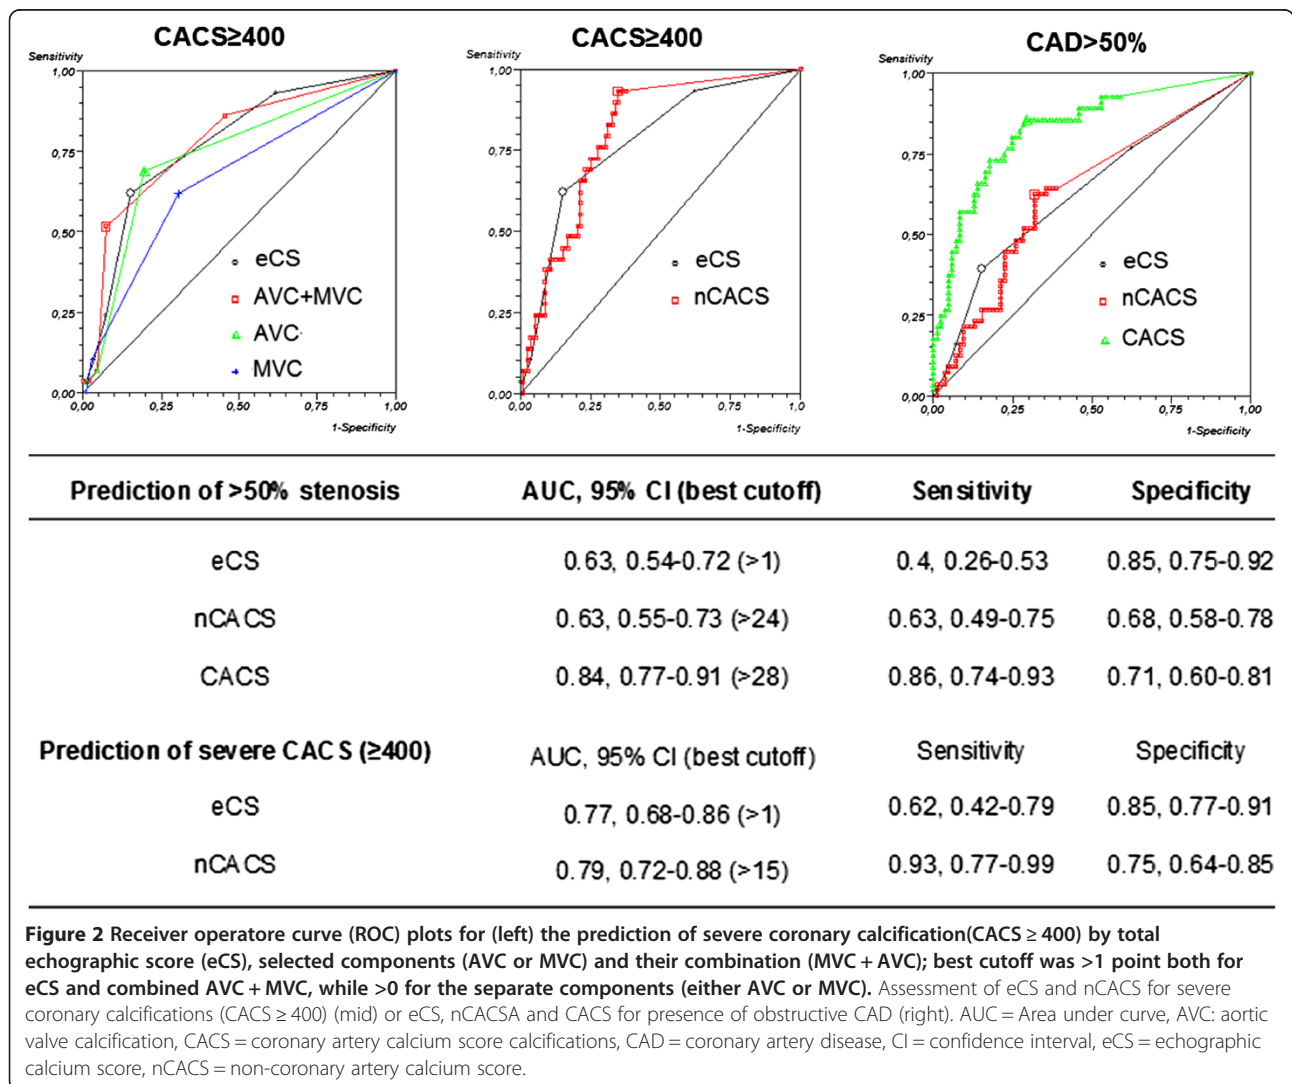 CACS≥400
Sensitivity
1,00
0,75
0,50
0,25
0,00
0,00 0,25 0,50 0,75 1,00
1-Specificity
eCS
AVC+MVC
AVC
MVC
CACS≥400
Sensitivity
1,00
0,75
0,50
0,25
0,00
0,00 0,25 0,50 0,75 1,0
1-Specificity
eCS
nCACS
CAD>50%
Sensitivity
1,00
0,75
0,50
0,25
0,00
0,00 0,25 0,50 0,75 1,00
1-Specificity
eCS
nCACS
CACS
Prediction of >50% stenosis AUC, 95% CI (best cutoff) Sensitivity Specificity
eCS 0.63, 0.54-0.72 (>1) 0.4, 0.26-0.53 0.85, 0.75-0.92
nCACS 0.63, 0.55-0.73 (>24) 0.63, 0.49-0.75 0.68, 0.58-0.78
CACS 0.84, 0.77-0.91 (>28) 0.86, 0.74-0.93 0.71, 0.60-0.81
Prediction of severe CACS (≥400) AUC, 95% CI (best cutoff) Sensitivity Specificity
eCS 0.77, 0.68-0.86 (>1) 0.62, 0.42-0.79 0.85, 0.77-0.91
nCACS 0.79, 0.72-0.88 (>15) 0.93, 0.77-0.99 0.75, 0.64-0.85
Figure 2 Receiver operatore curve (ROC) plots for (left) the prediction of severe coronary calcification(CACS ≥ 400) by total
echographic score (eCS), selected components (AVC or MVC) and their combination (MVC + AVC); best cutoff was >1 point both for
eCS and combined AVC + MVC, while >0 for the separate components (either AVC or MVC). Assessment of eCS and nCACS for severe
coronary calcifications (CACS ≥ 400) (mid) or eCS, nCACSA and CACS for presence of obstructive CAD (right). AUC = Area under curve, AVC: aortic
valve calcification, CACS = coronary artery calcium score calcifications, CAD = coronary artery disease, CI = confidence interval, eCS = echographic
calcium score, nCACS = non-coronary artery calcium score.